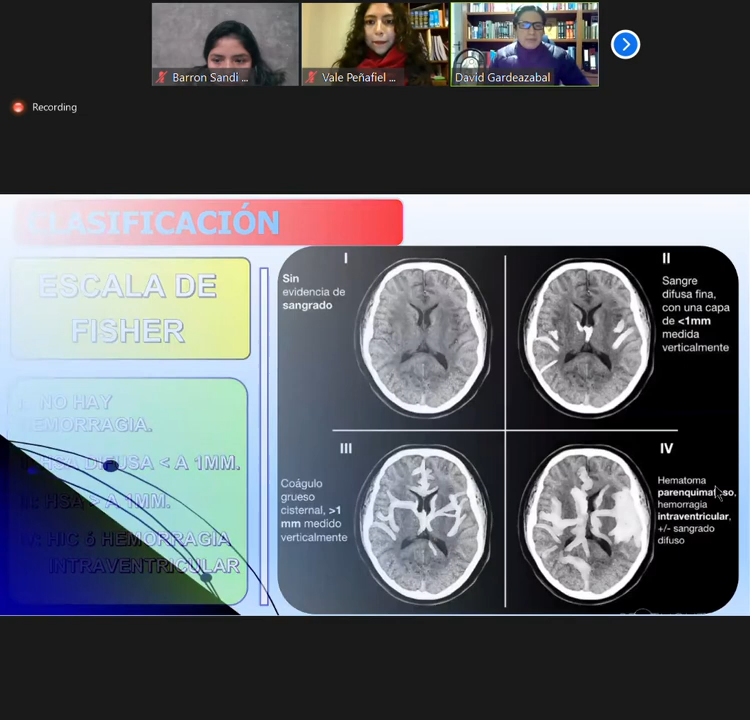 Barron Sandi ...
Vale Peñafiel ...
David Gardeazabal
Recording
CLASIFICACIÓN
ESCALA DE
FISHER
NO HAY
HEMORRAGIA.
HSA DIFUSA < A 1MM.
HSA > A 1MM.
HIC ó HEMORRAGIA
INTRAVENTRICULAR
I
Sin
evidencia de
sangrado
II
Sangre
difusa fina,
con una capa
de <1mm
medida
verticalmente
III
Coágulo
grueso
cisternal, >1
mm medido
verticalmente
IV
Hematoma
parenquimatoso,
hemorragia
intraventricular,
+/- sangrado
difuso